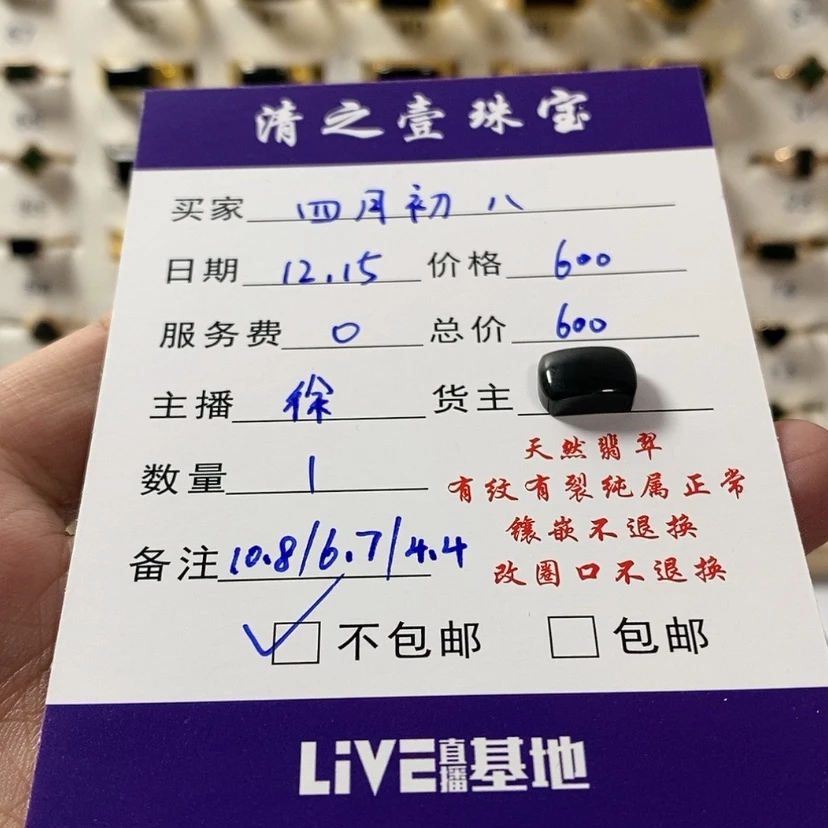 清之壹珠宝
买家 四月初八
日期 12.15 价格 600
服务费 0 总价 600
主播 徐 货主
数量 1
天然翡翠
有纹有裂纯属正常
镶嵌不退换
改圈口不退换
备注 10.8/6.7/4.4
不包邮 包邮
LiVE直播基地